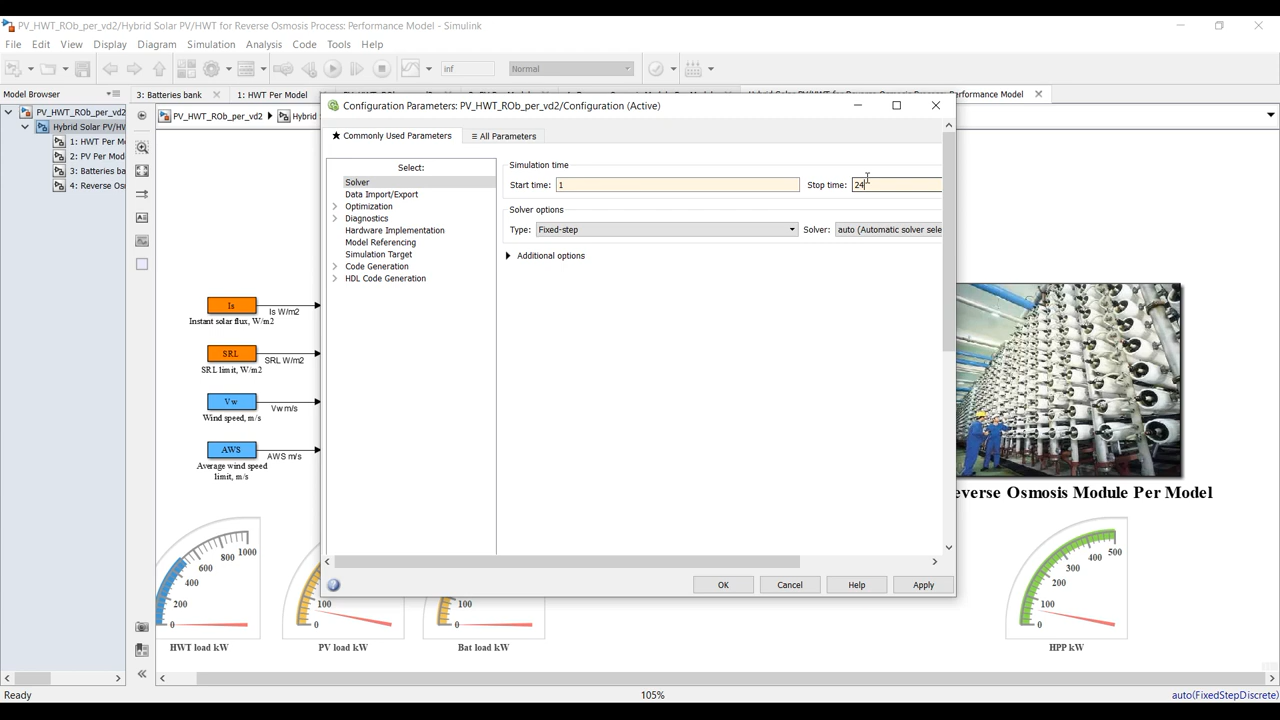 PV_HWT_ROb_per_vd2/Hybrid Solar PV/HWT for Reverse Osmosis Process: Performance Model - Simulink
File Edit View Display Diagram Simulation Analysis Code Tools Help
inf
Normal
Model Browser
3: Batteries bank
1: HWT Per Model
Performance Model
PV_HWT_ROb_per_vd2
Hybrid Solar PV/HW
1: HWT Per M
2: PV Per Mod
3: Batteries ba
4: Reverse Os
PV_HWT_ROb_per_vd2
Hybrid
Configuration Parameters: PV_HWT_ROb_per_vd2/Configuration (Active)
Commonly Used Parameters
All Parameters
Select:
Solver
Data Import/Export
Optimization
Diagnostics
Hardware Implementation
Model Referencing
Simulation Target
Code Generation
HDL Code Generation
Simulation time
Start time: 1
Stop time: 24
Solver options
Type: Fixed-step
Solver: auto (Automatic solver sele
Additional options
OK
Cancel
Help
Apply
Is
Is W/m2
Instant solar flux, W/m2
SRL
SRL W/m2
SRL limit, W/m2
Vw
Vw m/s
Wind speed, m/s
AWS
AWS m/s
Average wind speed
limit, m/s
everse Osmosis Module Per Model
0
200
400
600
800
1000
HWT load kW
0
100
PV load kW
0
100
Bat load kW
0
100
200
300
400
500
HPP kW
Ready
105%
auto(FixedStepDiscrete)